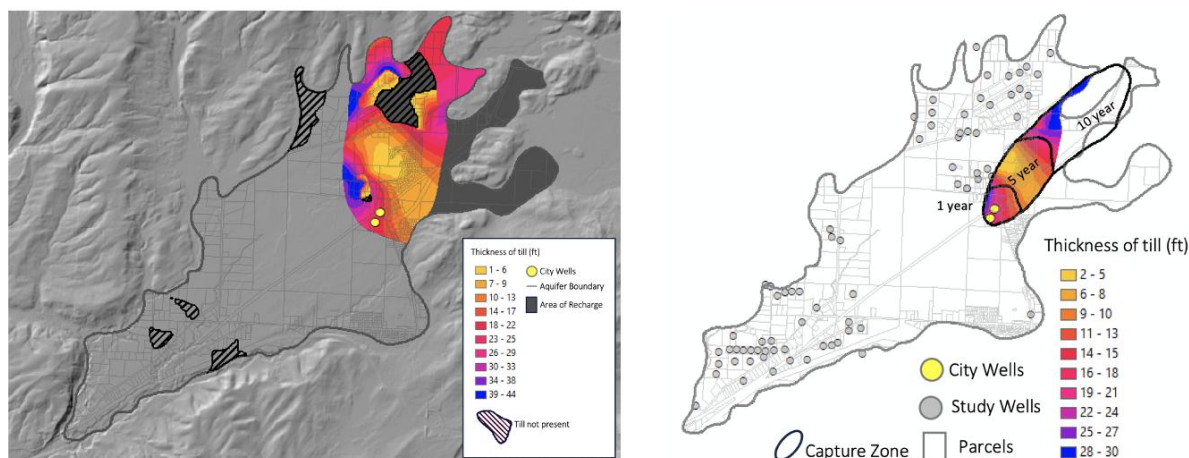 Thickness of till (ft)
1 - 6
7 - 9
10 - 13
14 - 17
18 - 22
23 - 25
26 - 29
30 - 33
34 - 38
39 - 44
City Wells
Aquifer Boundary
Area of Recharge
Till not present
10 year
5 year
1 year
Thickness of till (ft)
2 - 5
6 - 8
9 - 10
11 - 13
14 - 15
16 - 18
19 - 21
22 - 24
25 - 27
28 - 30
City Wells
Study Wells
Capture Zone
Parcels